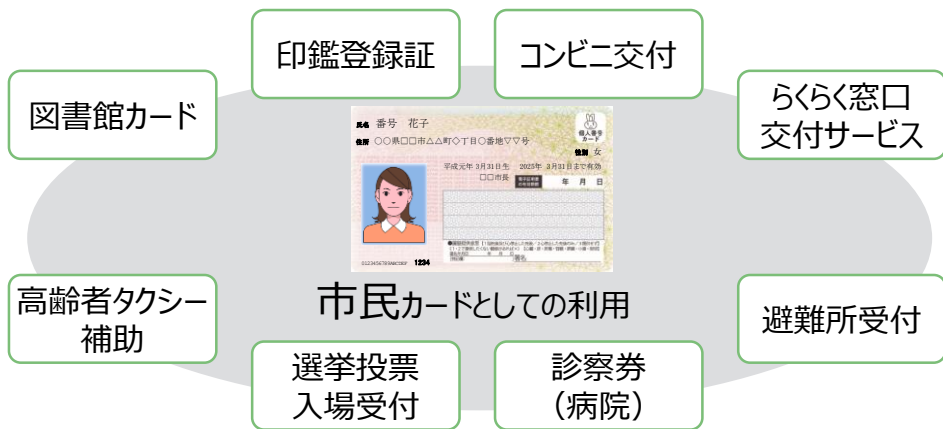 印鑑登録証
コンビニ交付
図書館カード
らくらく窓口
交付サービス
氏名 番号 花子
個人番号
カード
住所 ○○県□□市△△町◇丁目○番地▽▽号
性別 女
平成元年 3月31日生 2025年 3月31日まで有効
□□市長
年 月 日
0123456789ABCDEF 1234
市民カードとしての利用
高齢者タクシー
補助
避難所受付
選挙投票
入場受付
診察券
（病院）